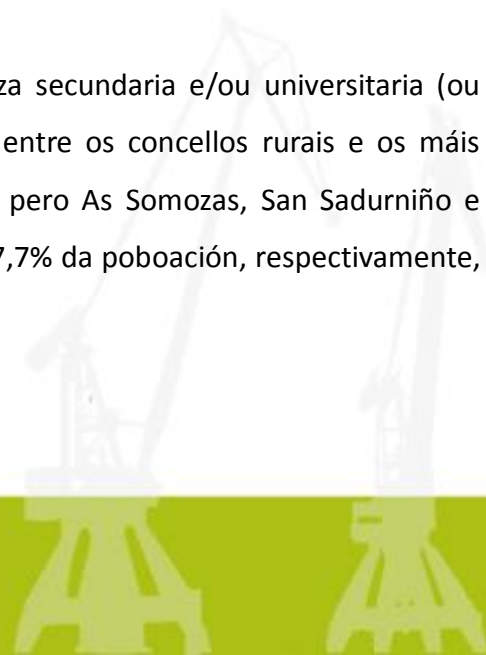 za secundaria e/ou universitaria (ou
entre os concellos rurais e os máis
pero As Somozas, San Sadurniño e
7,7% da poboación, respectivamente,